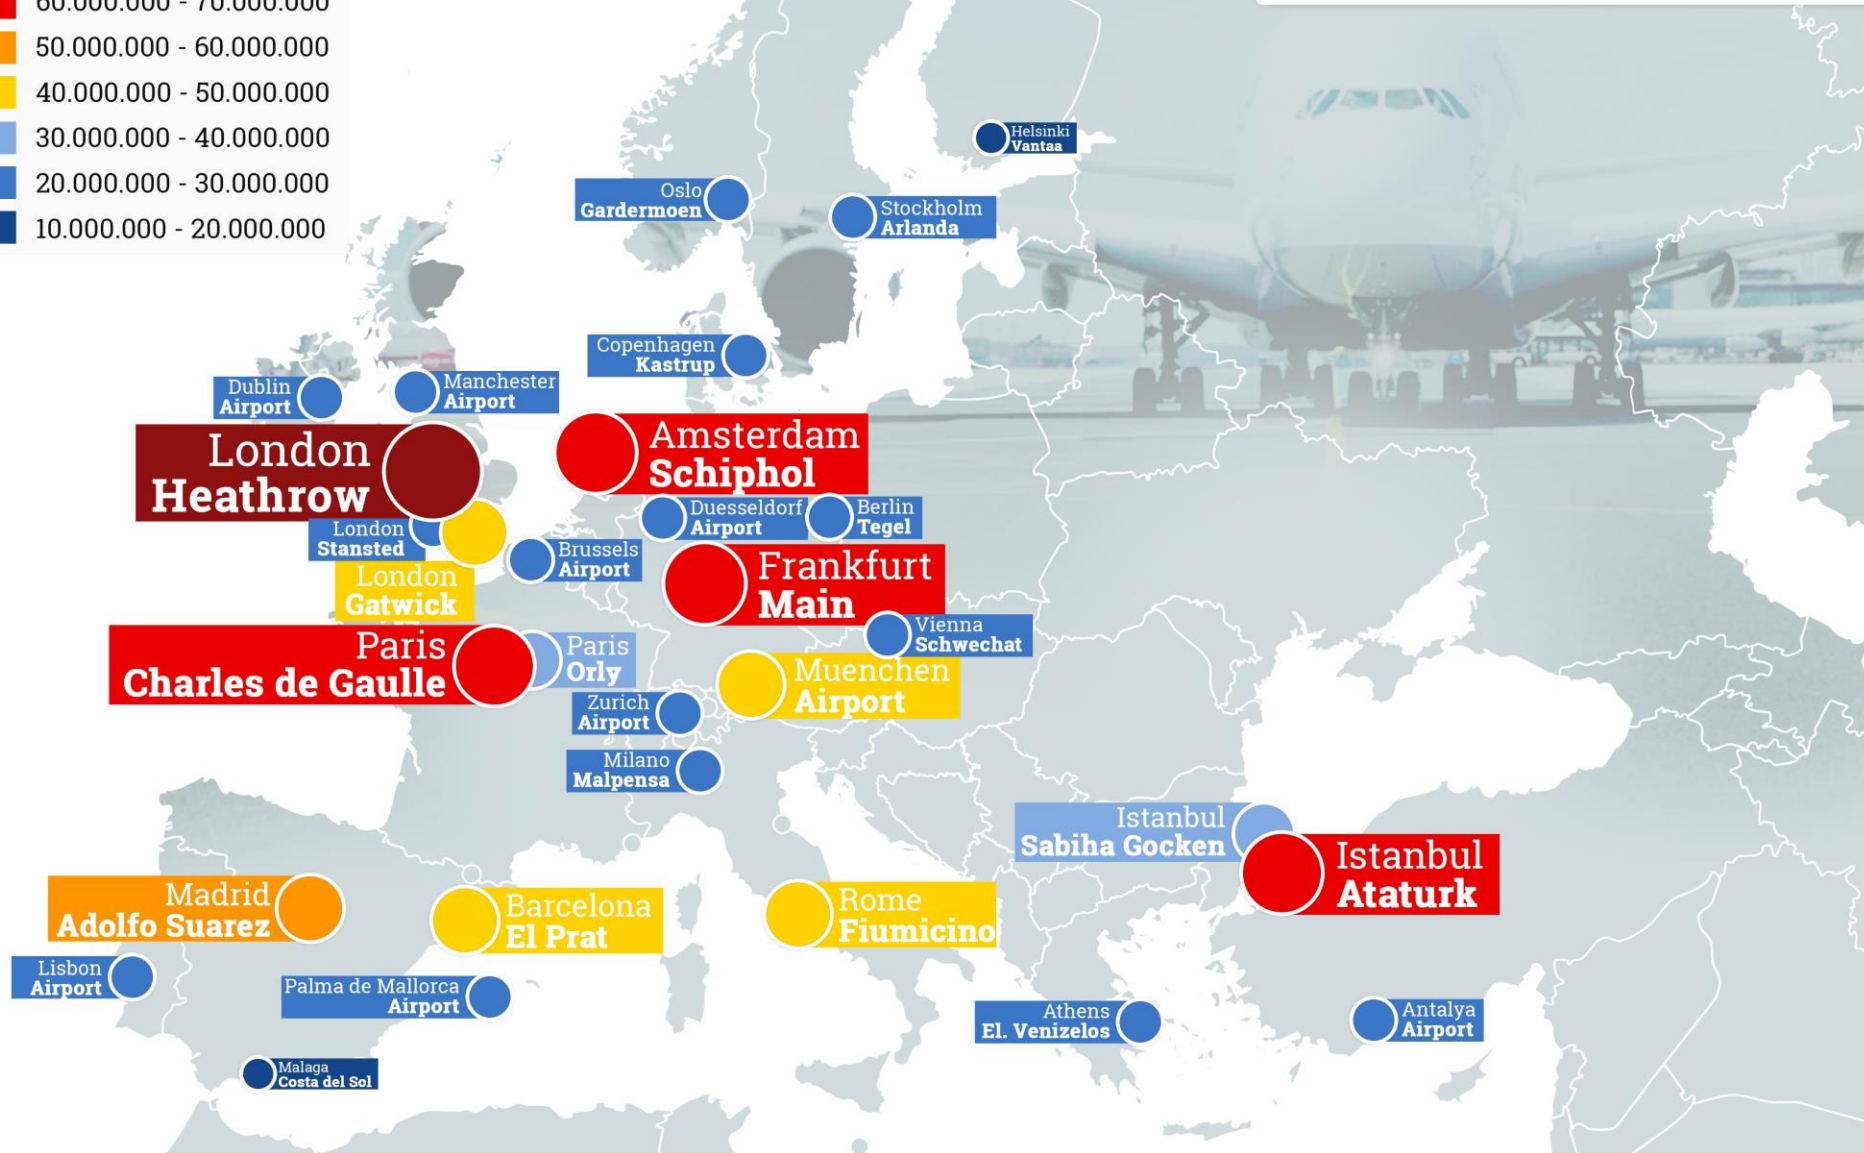 60.000.000 - 70.000.000
50.000.000 - 60.000.000
40.000.000 - 50.000.000
30.000.000 - 40.000.000
20.000.000 - 30.000.000
10.000.000 - 20.000.000
Helsinki
Vantaa
Oslo
Gardermoen
Stockholm
Arlanda
Copenhagen
Kastrup
Dublin
Airport
Manchester
Airport
London
Heathrow
Amsterdam
Schiphol
Duesseldorf
Airport
Berlin
Tegel
London
Stansted
Brussels
Airport
London
Gatwick
Frankfurt
Main
Vienna
Schwechat
Paris
Charles de Gaulle
Paris
Orly
Muenchen
Airport
Zurich
Airport
Milano
Malpensa
Istanbul
Sabiha Gocken
Istanbul
Ataturk
Madrid
Adolfo Suarez
Barcelona
El Prat
Rome
Fiumicino
Lisbon
Airport
Palma de Mallorca
Airport
Athens
El. Venizelos
Antalya
Airport
Malaga
Costa del Sol